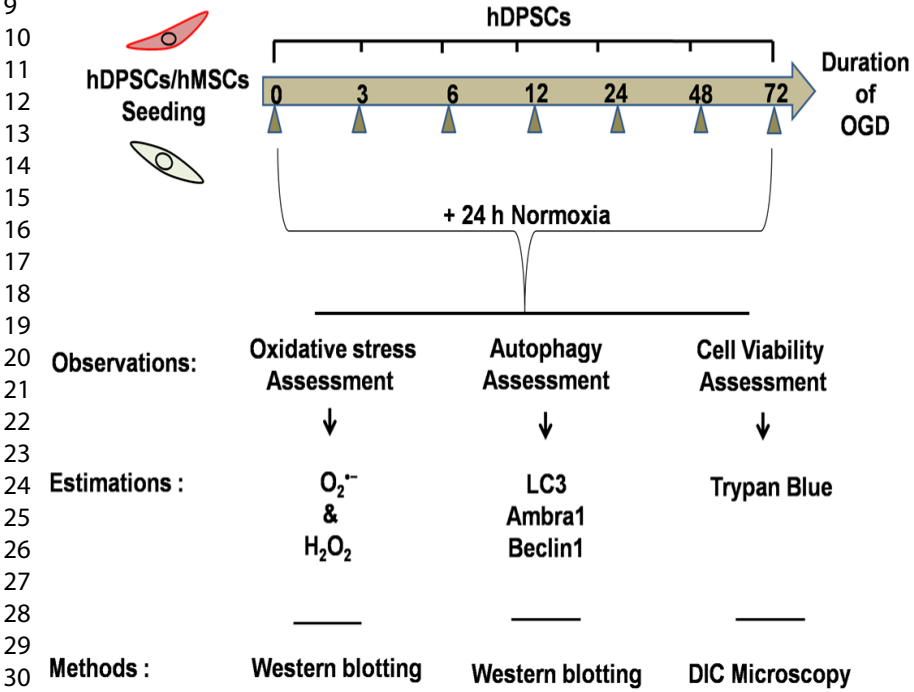 9
10
11
12
13
14
15
16
17
18
19
20
21
22
23
24
25
26
27
28
29
30
hDPSCs
hDPSCs/hMSCs
Seeding
0 3 6 12 24 48 72
Duration
of
OGD
+ 24 h Normoxia
Observations:
Oxidative stress
Assessment
Autophagy
Assessment
Cell Viability
Assessment
Estimations :
O₂•−
&
H₂O₂
LC3
Ambra1
Beclin1
Trypan Blue
Methods :
Western blotting
Western blotting
DIC Microscopy